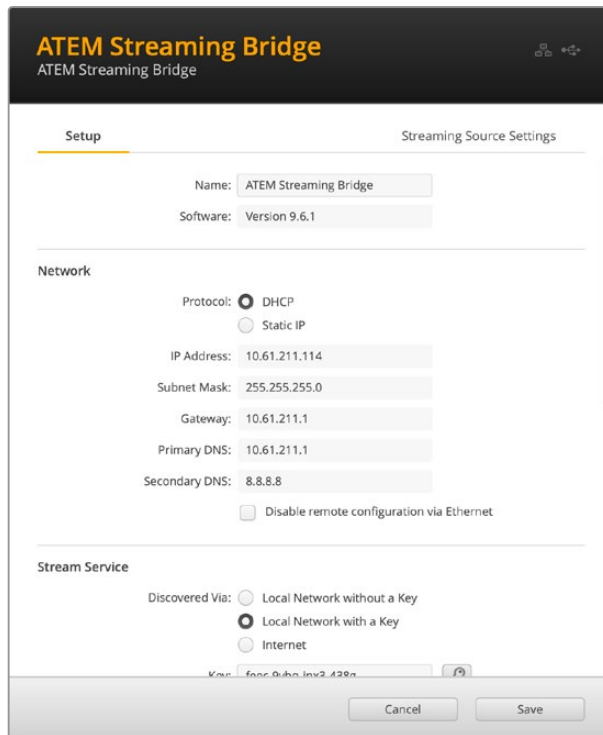 ATEM Streaming Bridge
ATEM Streaming Bridge
Setup Streaming Source Settings
Name: ATEM Streaming Bridge
Software: Version 9.6.1
Network
Protocol: DHCP
Static IP
IP Address: 10.61.211.114
Subnet Mask: 255.255.255.0
Gateway: 10.61.211.1
Primary DNS: 10.61.211.1
Secondary DNS: 8.8.8.8
Disable remote configuration via Ethernet
Stream Service
Discovered Via: Local Network without a Key
Local Network with a Key
Internet
Key:
Cancel Save